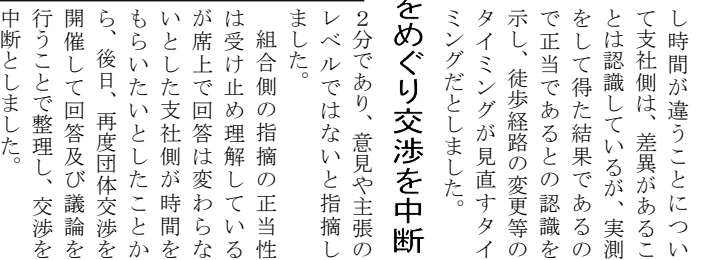 し時間が違うことについ
て支社側は、差異があるこ
とは認識しているが、実測
をして得た結果であるの
で正当であるとの認識を
示し、徒歩経路の変更等の
タイミングが見直すタイ
ミングだとしました。
をめぐり交渉を中断
2分であり、意見や主張の
レベルではないと指摘し
ました。
組合側の指摘の正当性
は受け止め理解している
が席上で回答は変わらな
いとした支社側が時間を
もらいたいとしたことか
ら、後日、再度団体交渉を
開催して回答及び議論を
行うことで整理し、交渉を
中断としました。